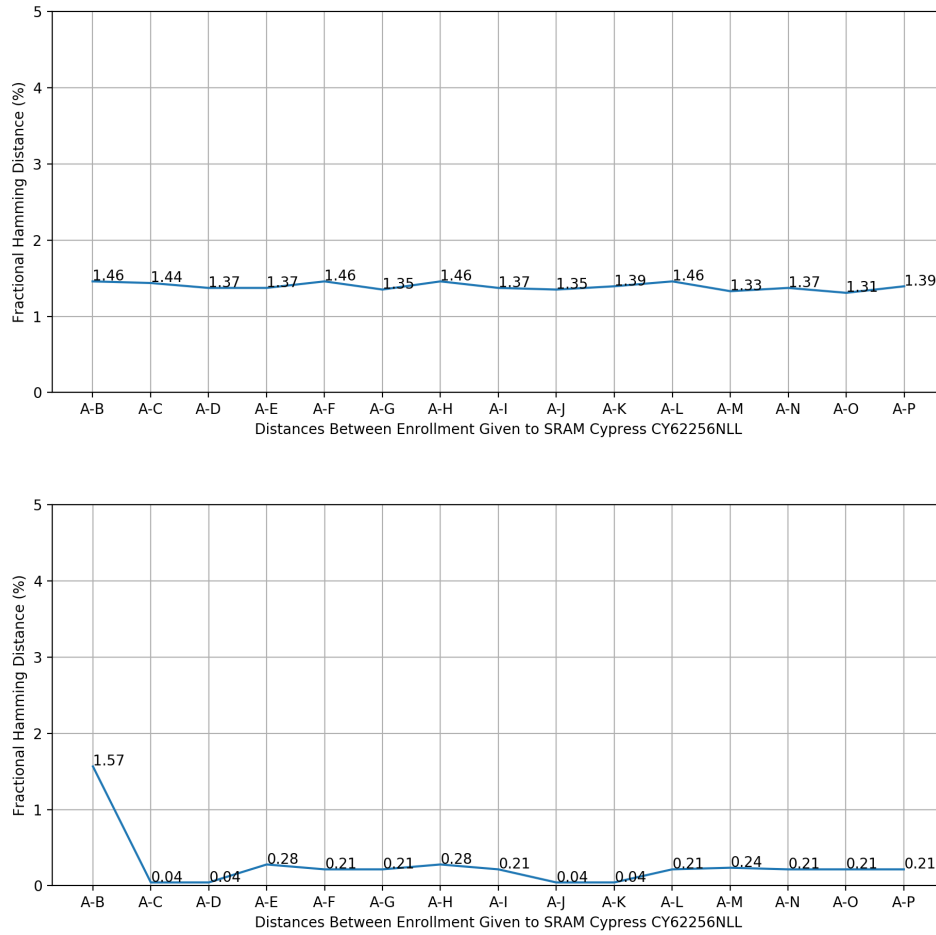 5
4
3
2
1
0
Fractional Hamming Distance (%)
1.46 1.44 1.37 1.37 1.46 1.35 1.46 1.37 1.35 1.39 1.46 1.33 1.37 1.31 1.39
A-B A-C A-D A-E A-F A-G A-H A-I A-J A-K A-L A-M A-N A-O A-P
Distances Between Enrollment Given to SRAM Cypress CY62256NLL
5
4
3
2
1
0
Fractional Hamming Distance (%)
1.57 0.04 0.04 0.28 0.21 0.21 0.28 0.21 0.04 0.04 0.21 0.24 0.21 0.21 0.21
A-B A-C A-D A-E A-F A-G A-H A-I A-J A-K A-L A-M A-N A-O A-P
Distances Between Enrollment Given to SRAM Cypress CY62256NLL